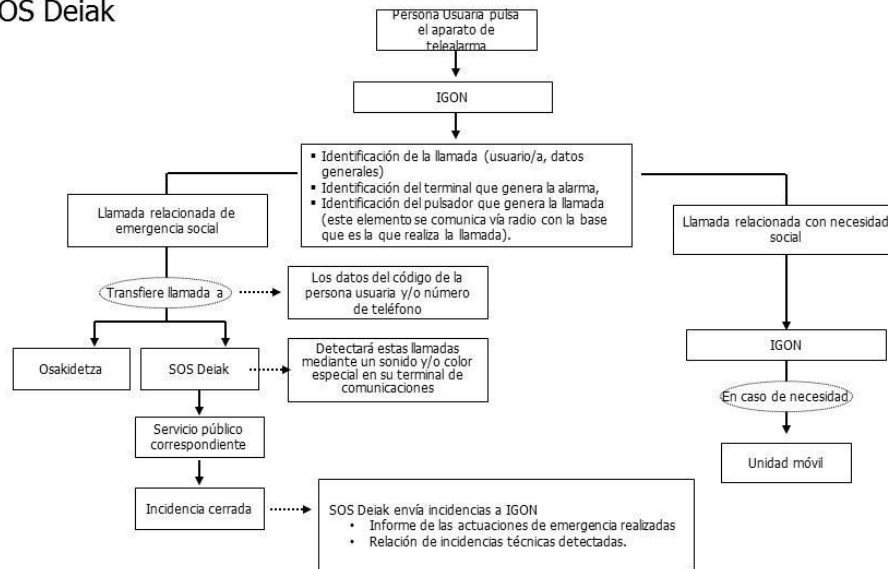 OS Deiak
Persona Usuaria pulsa
el aparato de
telealarma
IGON
▪ Identificación de la llamada (usuario/a, datos
generales)
▪ Identificación del terminal que genera la alarma,
▪ Identificación del pulsador que genera la llamada
(este elemento se comunica vía radio con la base
que es la que realiza la llamada).
Llamada relacionada de
emergencia social
Llamada relacionada con necesidad
social
Transfiere llamada a
Los datos del código de la
persona usuaria y/o número
de teléfono
Osakidetza
SOS Deiak
Detectará estas llamadas
mediante un sonido y/o color
especial en su terminal de
comunicaciones
IGON
En caso de necesidad
Servicio público
correspondiente
Unidad móvil
Incidencia cerrada
SOS Deiak envía incidencias a IGON
• Informe de las actuaciones de emergencia realizadas
• Relación de incidencias técnicas detectadas.